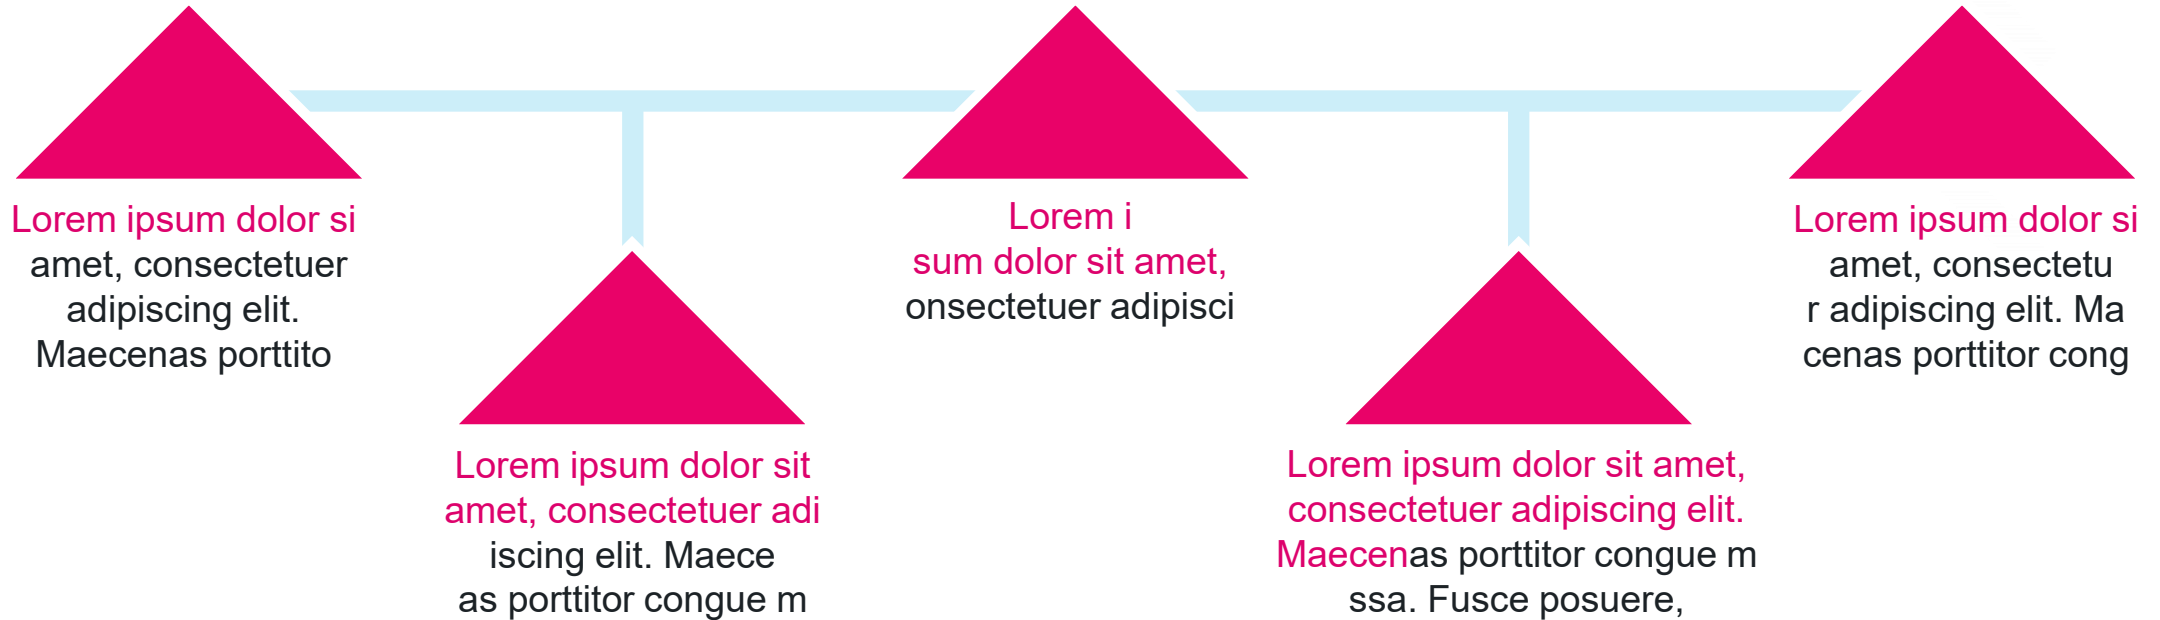 Lorem ipsum dolor si
amet, consectetuer
adipiscing elit.
Maecenas porttito
Lorem ipsum dolor sit
amet, consectetuer adi
iscing elit. Maece
as porttitor congue m
Lorem i
sum dolor sit amet,
onsectetuer adipisci
Lorem ipsum dolor sit amet,
consectetuer adipiscing elit.
Maecenas porttitor congue m
ssa. Fusce posuere,
Lorem ipsum dolor si
amet, consectetu
r adipiscing elit. Ma
cenas porttitor cong